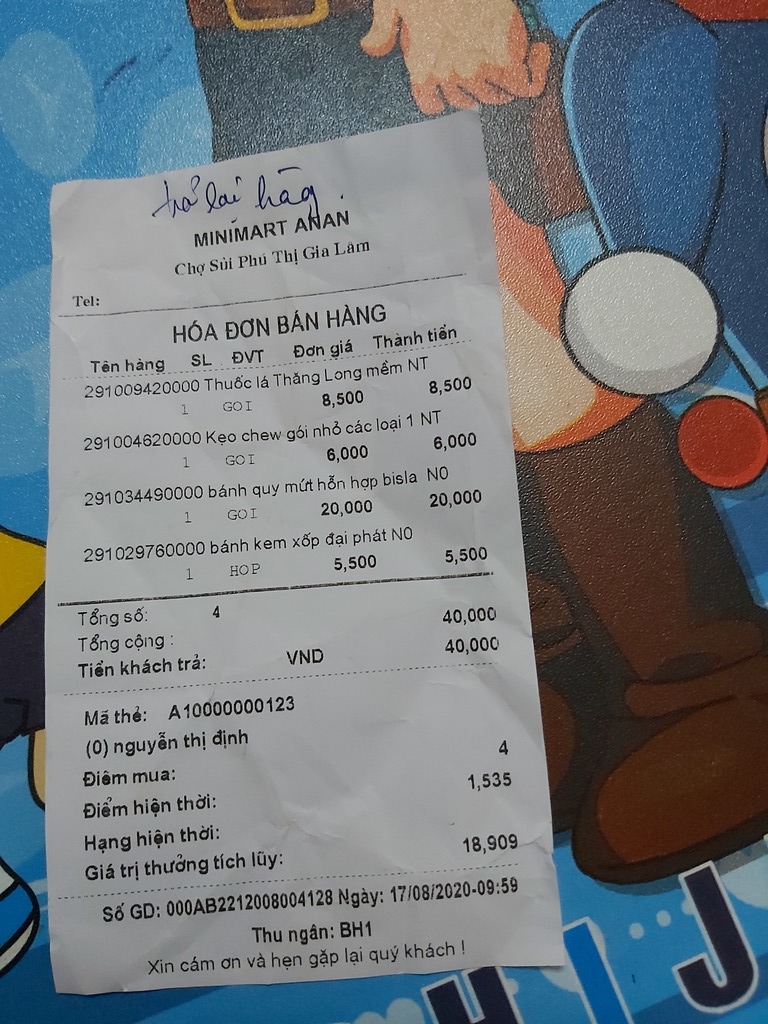 trả lại hàng.
MINIMART ANAN
Chợ Sủi Phú Thị Gia Lâm
Tel:
HÓA ĐƠN BÁN HÀNG
Tên hàng SL ĐVT Đơn giá Thành tiền
291009420000 Thuốc lá Thăng Long mềm NT
1 GOI 8,500 8,500
291004620000 Kẹo chew gói nhỏ các loại 1 NT
1 GOI 6,000 6,000
291034490000 bánh quy mứt hỗn hợp bisla N0
1 GOI 20,000 20,000
291029760000 bánh kem xốp đại phát N0
1 HOP 5,500 5,500
Tổng số: 4
Tổng cộng : 40,000
Tiền khách trả: VND 40,000
Mã thẻ: A10000000123
(0) nguyễn thị định
Điểm mua: 4
Điểm hiện thời: 1,535
Hạng hiện thời:
Giá trị thưởng tích lũy: 18,909
Số GD: 000AB2212008004128 Ngày: 17/08/2020-09:59
Thu ngân: BH1
Xin cám ơn và hẹn gặp lại quý khách !
H I J